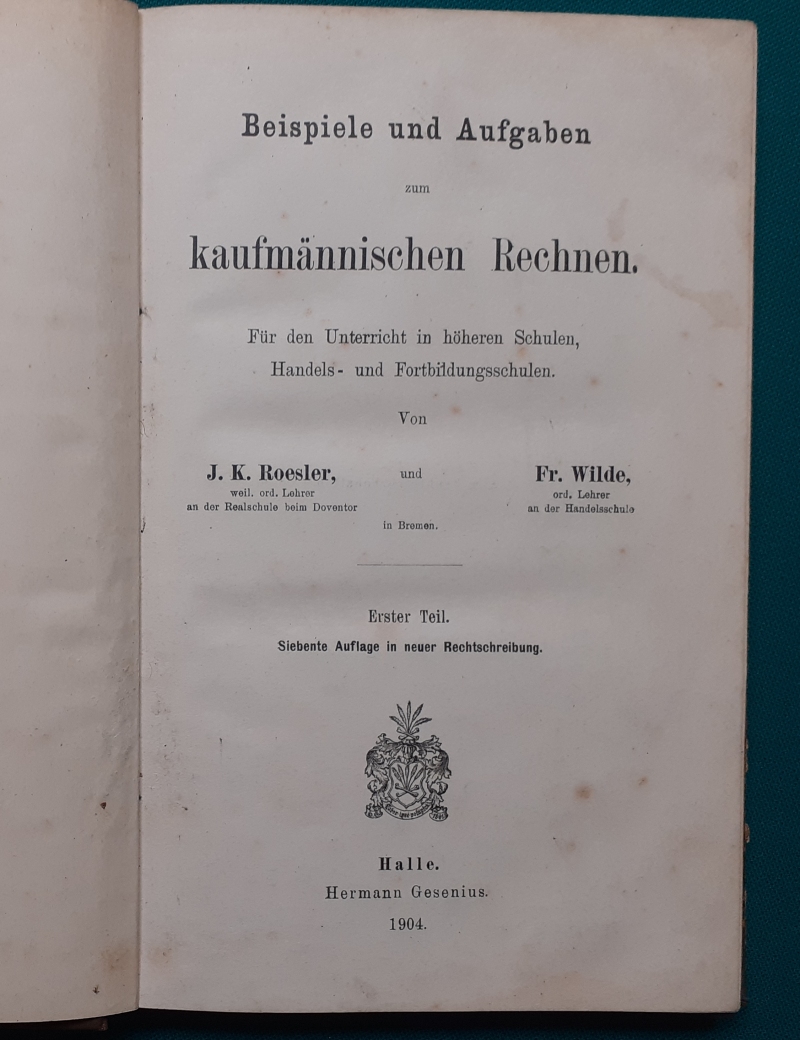 Beispiele und Aufgaben
zum
kaufmännischen Rechnen.
Für den Unterricht in höheren Schulen,
Handels- und Fortbildungsschulen.
Von
J. K. Roesler,
weil. ord. Lehrer
an der Realschule beim Doventor
und
Fr. Wilde,
ord. Lehrer
an der Handelsschule
in Bremen.
Erster Teil.
Siebente Auflage in neuer Rechtschreibung.
Halle.
Hermann Gesenius.
1904.